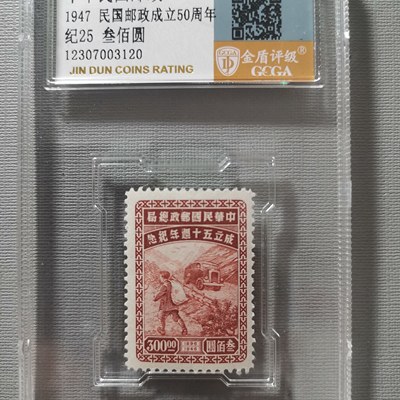 1947 民国邮政成立50周年
纪25 叁佰圆
12307003120
JIN DUN COINS RATING
金盾评级®
GCGA
局總政郵國民華中
念紀年週十五立成
300.00
圓佰叁